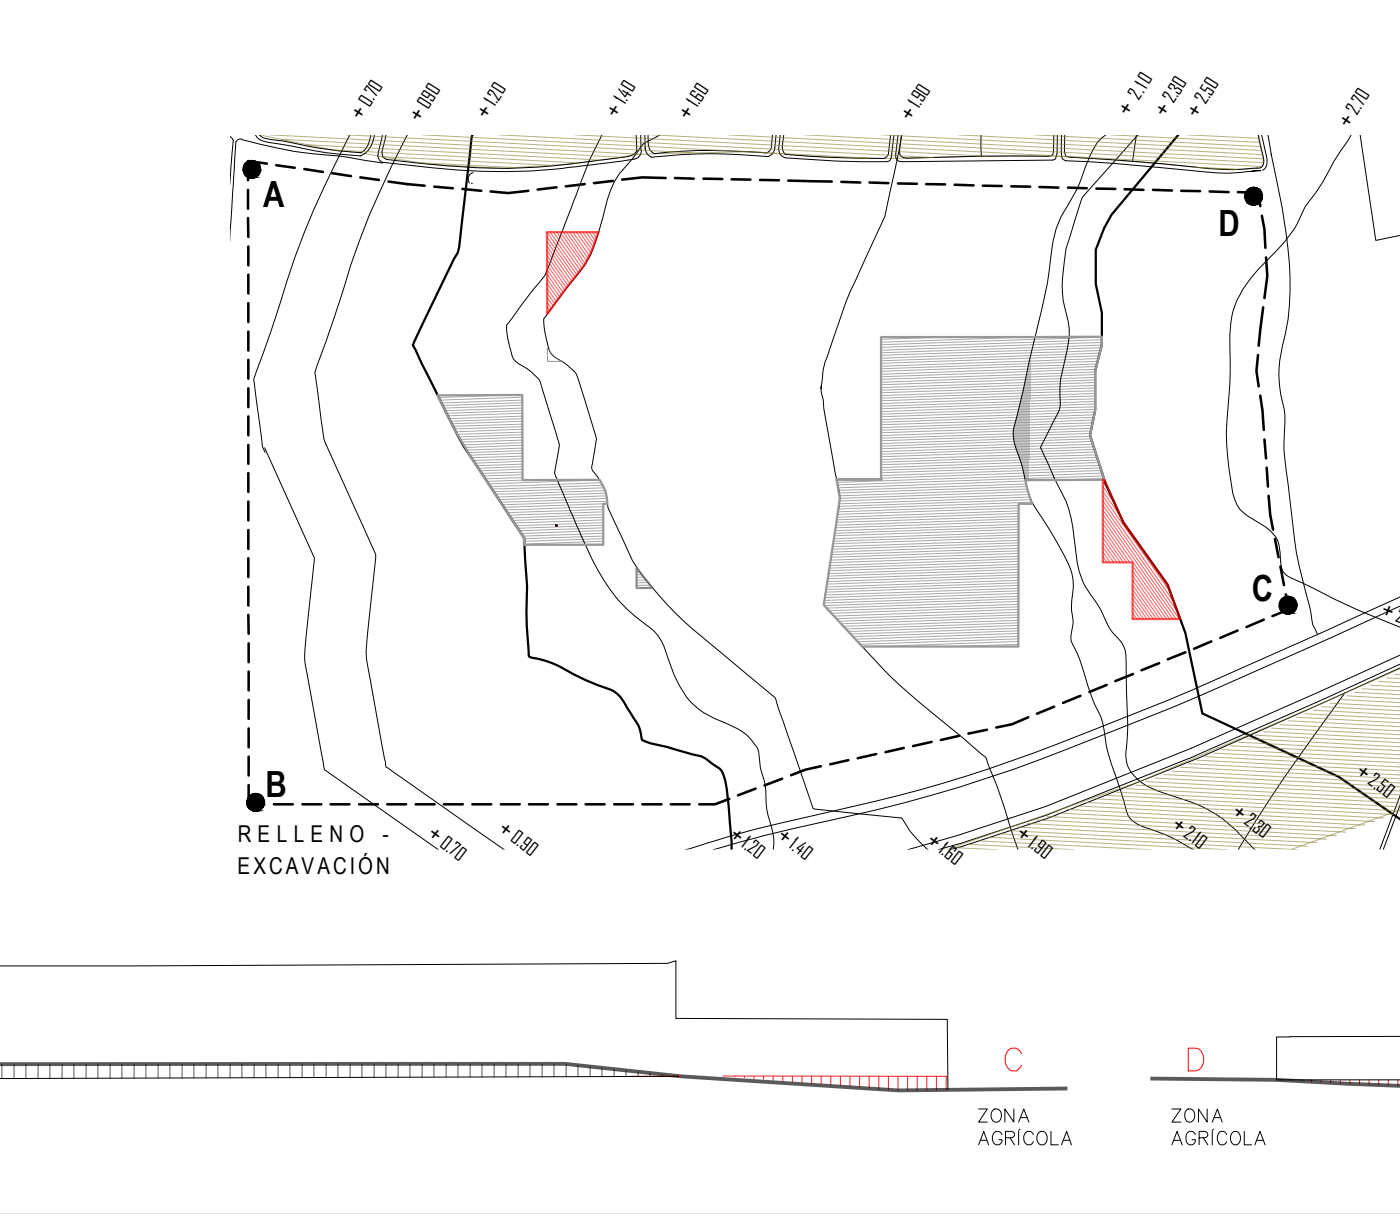 + 0.70
+ 090
+ 1.20
+ 1.40
+ 1.60
+ 1.90
+ 2.10
+ 2.30
+ 2.50
+ 2.70
A
D
C
B
RELLENO -
EXCAVACIÓN
+ 0.70
+ 0.90
+ 1.20
+ 1.40
+ 1.60
+ 1.90
+ 2.10
+ 2.30
+ 2.50
C
D
ZONA
AGRÍCOLA
ZONA
AGRÍCOLA